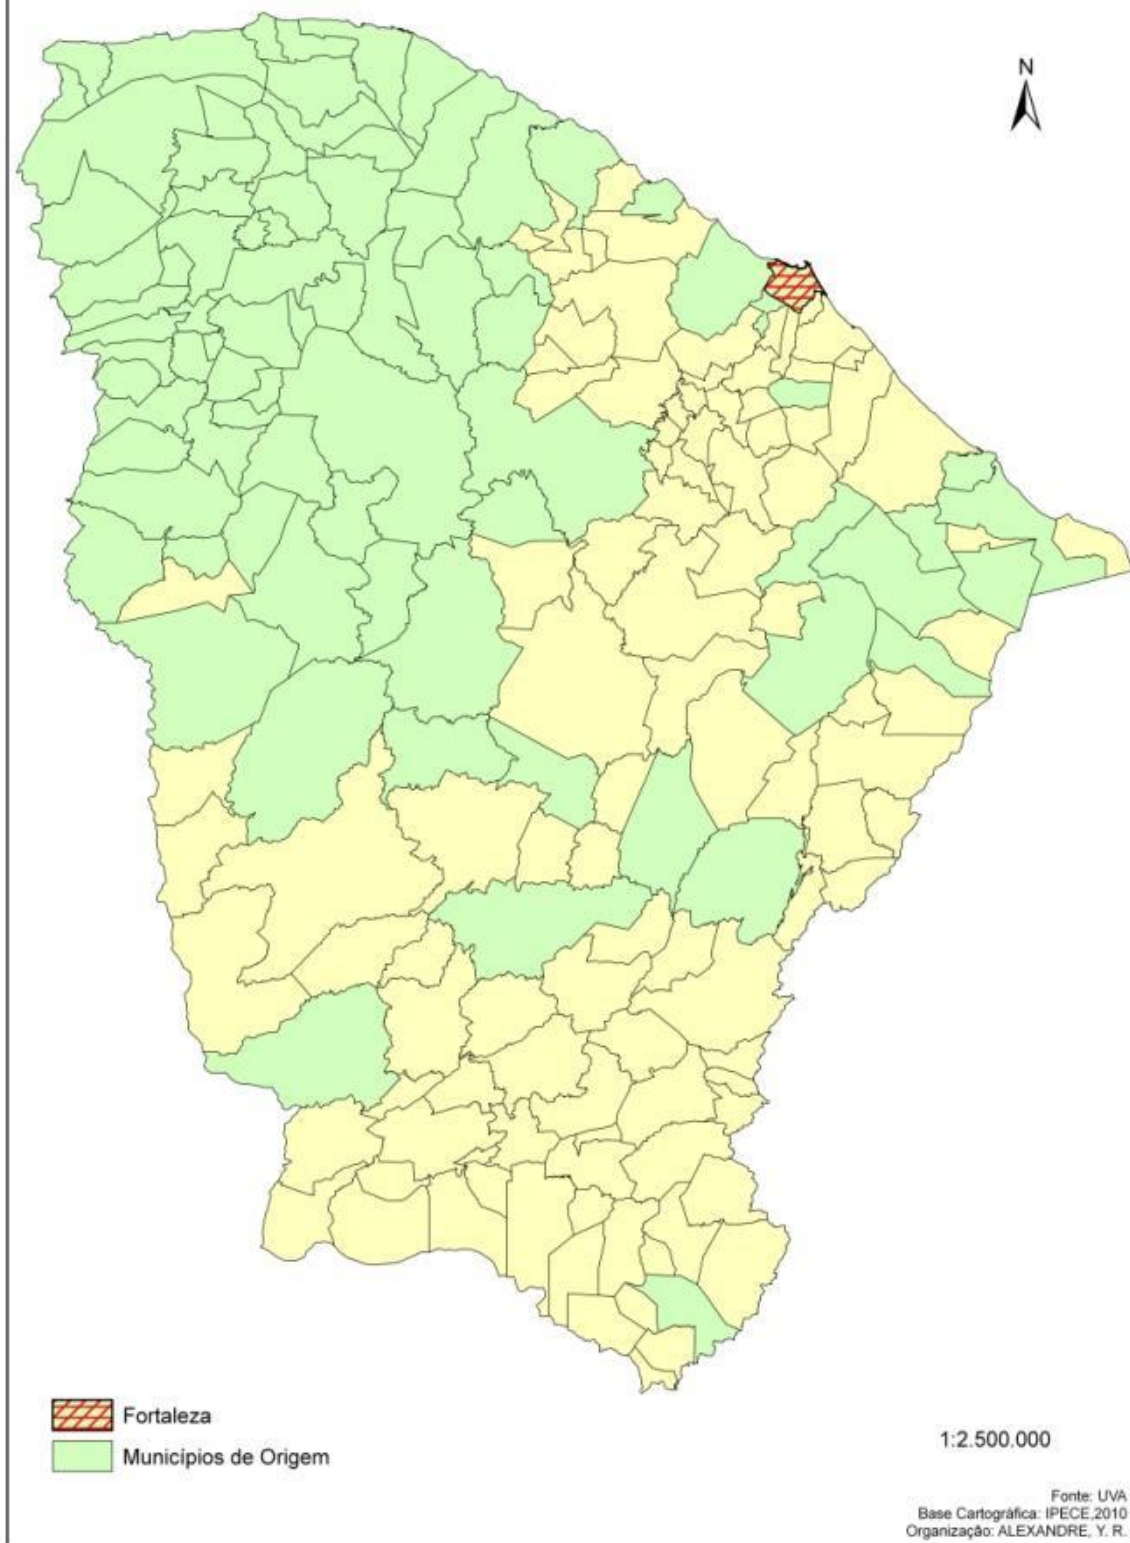 N
Fortaleza
Municípios de Origem
1:2.500.000
Fonte: UVA
Base Cartográfica: IPECE,2010
Organização: ALEXANDRE, Y. R.